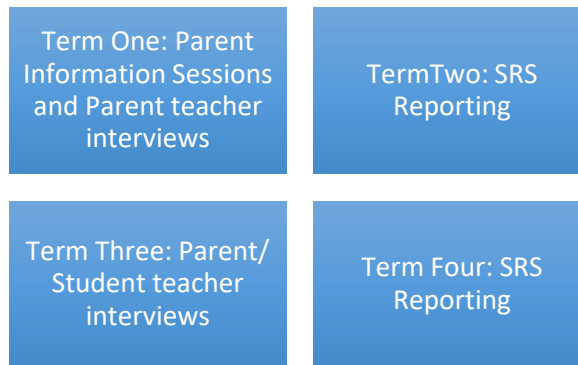 Term One: Parent
Information Sessions
and Parent teacher
interviews
TermTwo: SRS
Reporting
Term Three: Parent/
Student teacher
interviews
Term Four: SRS
Reporting